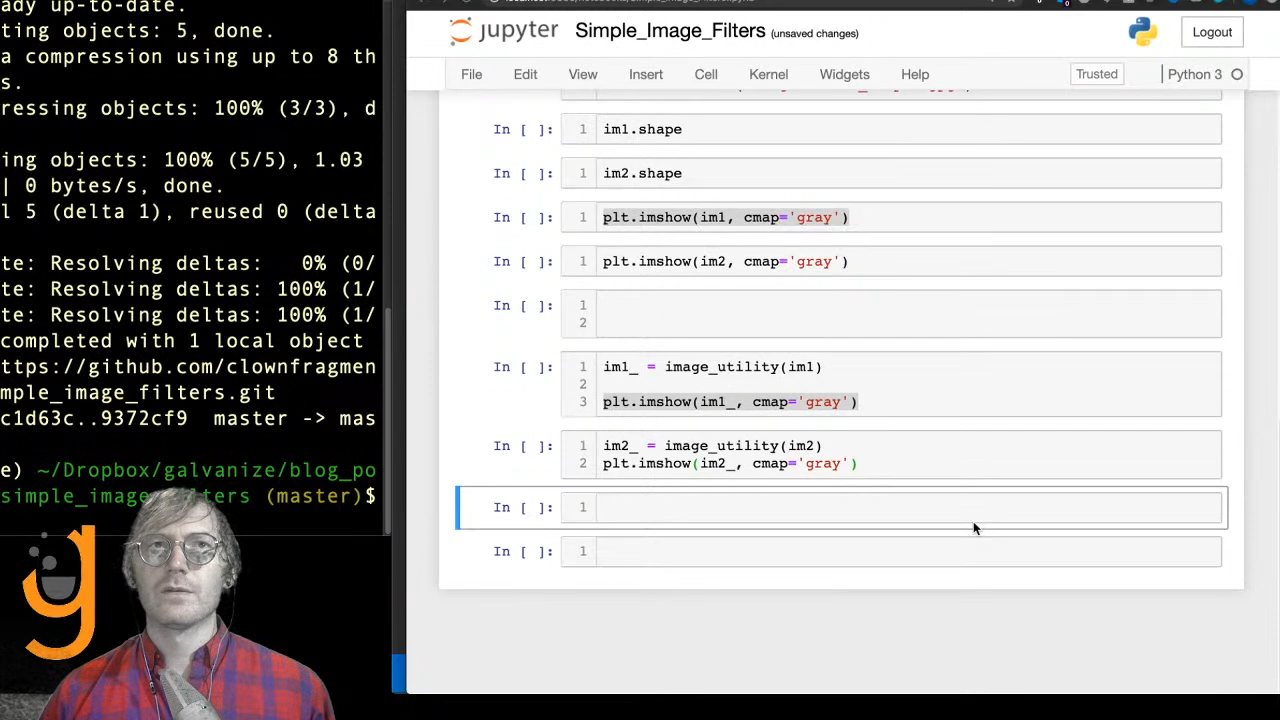 ady up-to-date.
ting objects: 5, done.
a compression using up to 8 th
s.
ressing objects: 100% (3/3), d
ing objects: 100% (5/5), 1.03
| 0 bytes/s, done.
l 5 (delta 1), reused 0 (delta
te: Resolving deltas:   0% (0/
te: Resolving deltas: 100% (1/
te: Resolving deltas: 100% (1/
completed with 1 local object
ttps://github.com/clownfragmen
mple_image_filters.git
c1d63c..9372cf9  master -> mas
e) ~/Dropbox/galvanize/blog_po
simple_image_filters (master)$
g
jupyter Simple_Image_Filters (unsaved changes) Logout
File Edit View Insert Cell Kernel Widgets Help Trusted Python 3
In [ ]: 1 im1.shape
In [ ]: 1 im2.shape
In [ ]: 1 plt.imshow(im1, cmap='gray')
In [ ]: 1 plt.imshow(im2, cmap='gray')
In [ ]: 1
2
In [ ]: 1 im1_ = image_utility(im1)
2
3 plt.imshow(im1_, cmap='gray')
In [ ]: 1 im2_ = image_utility(im2)
2 plt.imshow(im2_, cmap='gray')
In [ ]: 1
In [ ]: 1